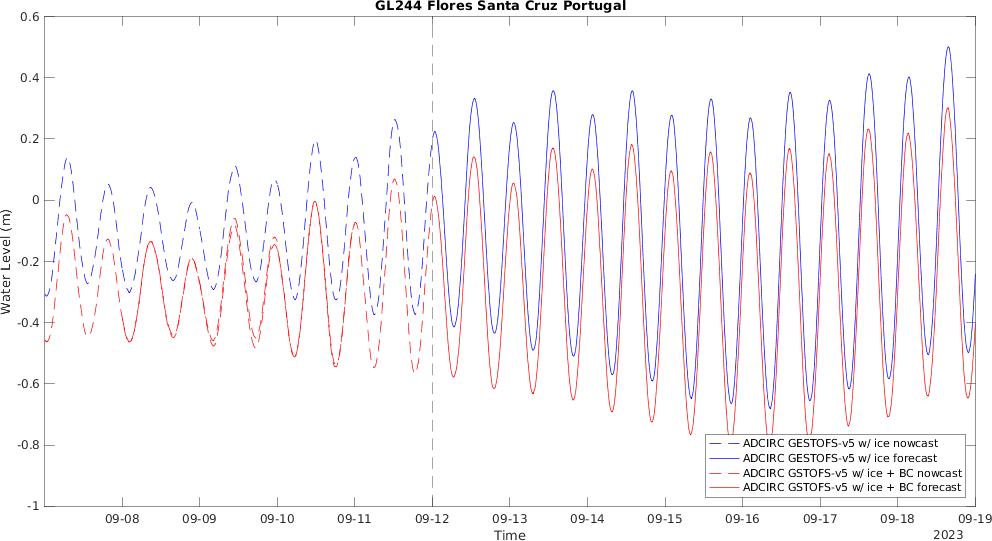 GL244 Flores Santa Cruz Portugal
0.6
0.4
0.2
0
-0.2
-0.4
-0.6
-0.8
-1
Water Level (m)
ADCIRC GESTOFS-v5 w/ ice nowcast
ADCIRC GESTOFS-v5 w/ ice forecast
ADCIRC GSTOFS-v5 w/ ice + BC nowcast
ADCIRC GSTOFS-v5 w/ ice + BC forecast
09-08 09-09 09-10 09-11 09-12 09-13 09-14 09-15 09-16 09-17 09-18 09-19
Time
2023